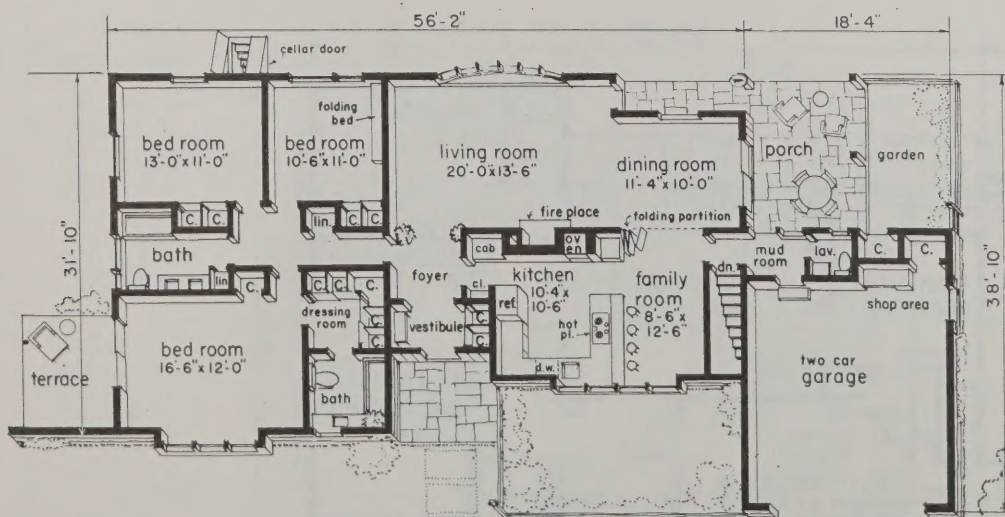 56'-2"
18'-4"
cellar door
folding
bed
bed room
13'-0"x11'-0"
bed room
10'-6"x11'-0"
living room
20'-0"x13'-6"
dining room
11'-4"x10'-0"
porch
garden
31'-10"
38'-10"
C.
C.
lin.
C.
C.
fire place
folding partition
bath
lin
C.
cab
ov
en
mud
room
lav.
C.
C.
foyer
kitchen
10'-4"x
10'-6"
family
room
8'-6"x
12'-6"
dn.
shop area
C.
C.
C.
dressing
room
C.
C.
cl.
ref.
vestibule
C.
C.
hot
pl.
bed room
16'-6"x12'-0"
terrace
bath
d.w.
two car
garage